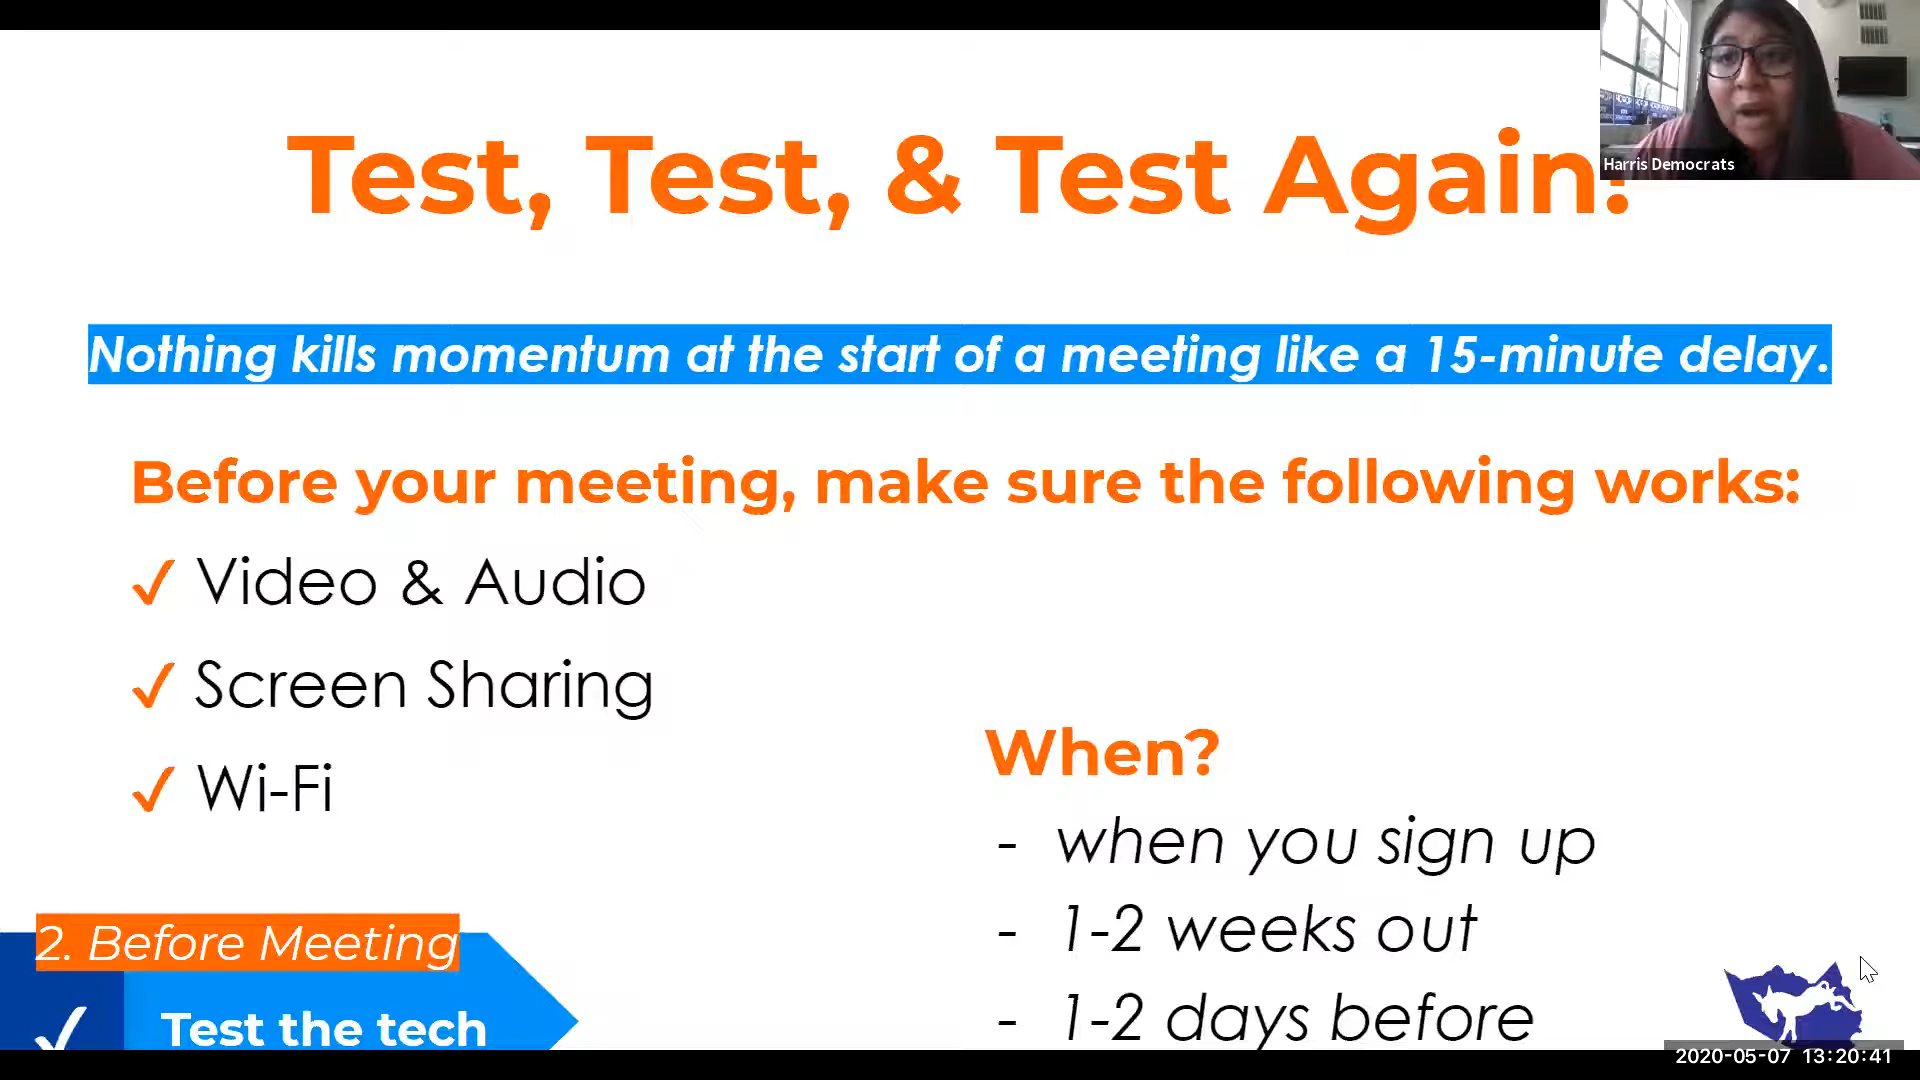 Test, Test, & Test Again!
Harris Democrats
Nothing kills momentum at the start of a meeting like a 15-minute delay.
Before your meeting, make sure the following works:
✓ Video & Audio
✓ Screen Sharing
✓ Wi-Fi
When?
- when you sign up
- 1-2 weeks out
- 1-2 days before
2. Before Meeting
✓ Test the tech
2020-05-07 13:20:41